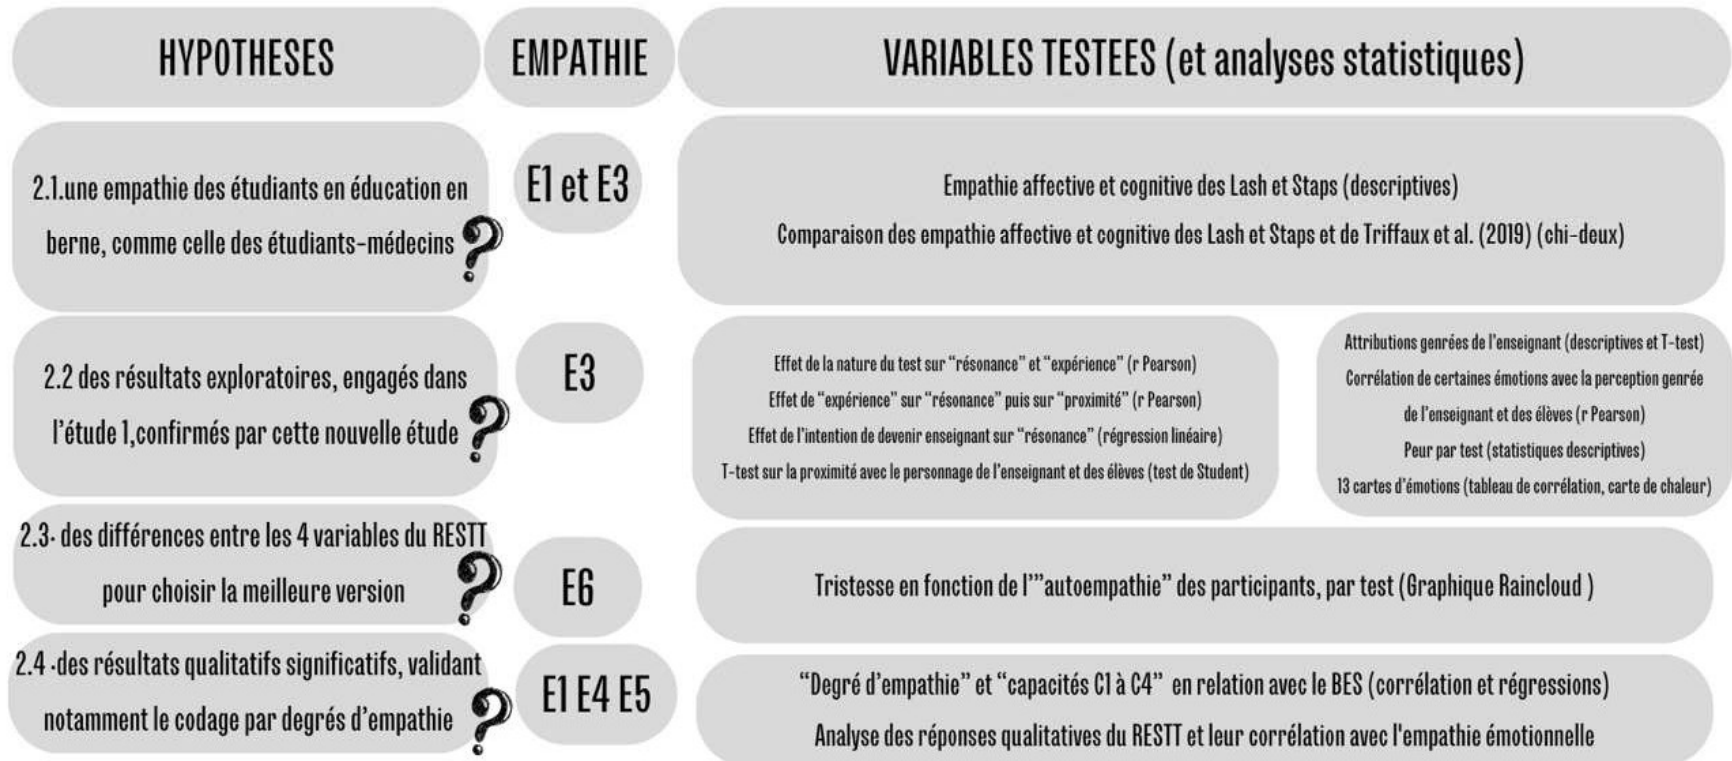 HYPOTHESES
EMPATHIE
VARIABLES TESTEES (et analyses statistiques)
2.1.une empathie des étudiants en éducation en
berne, comme celle des étudiants-médecins ?
E1 et E3
Empathie affective et cognitive des Lash et Staps (descriptives)
Comparaison des empathie affective et cognitive des Lash et Staps et de Triffaux et al. (2019) (chi-deux)
2.2 des résultats exploratoires, engagés dans
l'étude 1,confirmés par cette nouvelle étude ?
E3
Effet de la nature du test sur "résonance" et "expérience" (r Pearson)
Effet de "expérience" sur "résonance" puis sur "proximité" (r Pearson)
Effet de l'intention de devenir enseignant sur "résonance" (régression linéaire)
T-test sur la proximité avec le personnage de l'enseignant et des élèves (test de Student)
Attributions genrées de l'enseignant (descriptives et T-test)
Corrélation de certaines émotions avec la perception genrée
de l'enseignant et des élèves (r Pearson)
Peur par test (statistiques descriptives)
13 cartes d'émotions (tableau de corrélation, carte de chaleur)
2.3· des différences entre les 4 variables du RESTT
pour choisir la meilleure version ?
E6
Tristesse en fonction de l'"autoempathie" des participants, par test (Graphique Raincloud )
2.4 ·des résultats qualitatifs significatifs, validant
notamment le codage par degrés d'empathie ?
E1 E4 E5
"Degré d'empathie" et "capacités C1 à C4" en relation avec le BES (corrélation et régressions)
Analyse des réponses qualitatives du RESTT et leur corrélation avec l'empathie émotionnelle